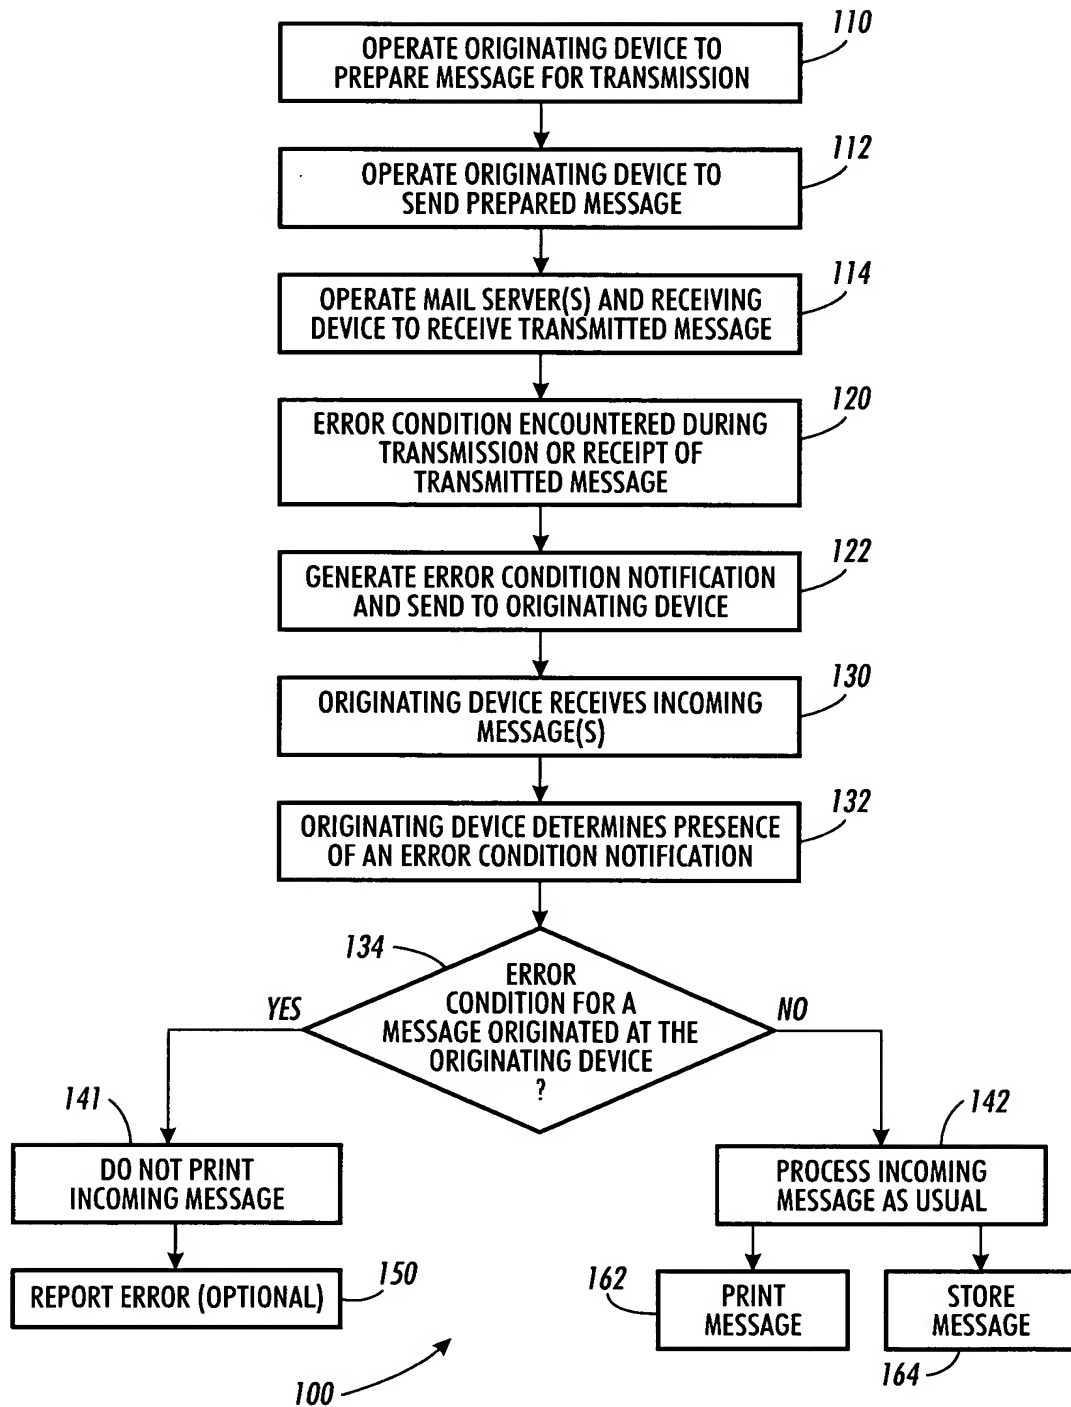 110
OPERATE ORIGINATING DEVICE TO
PREPARE MESSAGE FOR TRANSMISSION
112
OPERATE ORIGINATING DEVICE TO
SEND PREPARED MESSAGE
114
OPERATE MAIL SERVER(S) AND RECEIVING
DEVICE TO RECEIVE TRANSMITTED MESSAGE
120
ERROR CONDITION ENCOUNTERED DURING
TRANSMISSION OR RECEIPT OF
TRANSMITTED MESSAGE
122
GENERATE ERROR CONDITION NOTIFICATION
AND SEND TO ORIGINATING DEVICE
130
ORIGINATING DEVICE RECEIVES INCOMING
MESSAGE(S)
132
ORIGINATING DEVICE DETERMINES PRESENCE
OF AN ERROR CONDITION NOTIFICATION
134
ERROR
CONDITION FOR A
MESSAGE ORIGINATED AT THE
ORIGINATING DEVICE
?
YES
NO
141
DO NOT PRINT
INCOMING MESSAGE
142
PROCESS INCOMING
MESSAGE AS USUAL
REPORT ERROR (OPTIONAL)
150
162
PRINT
MESSAGE
STORE
MESSAGE
164
100